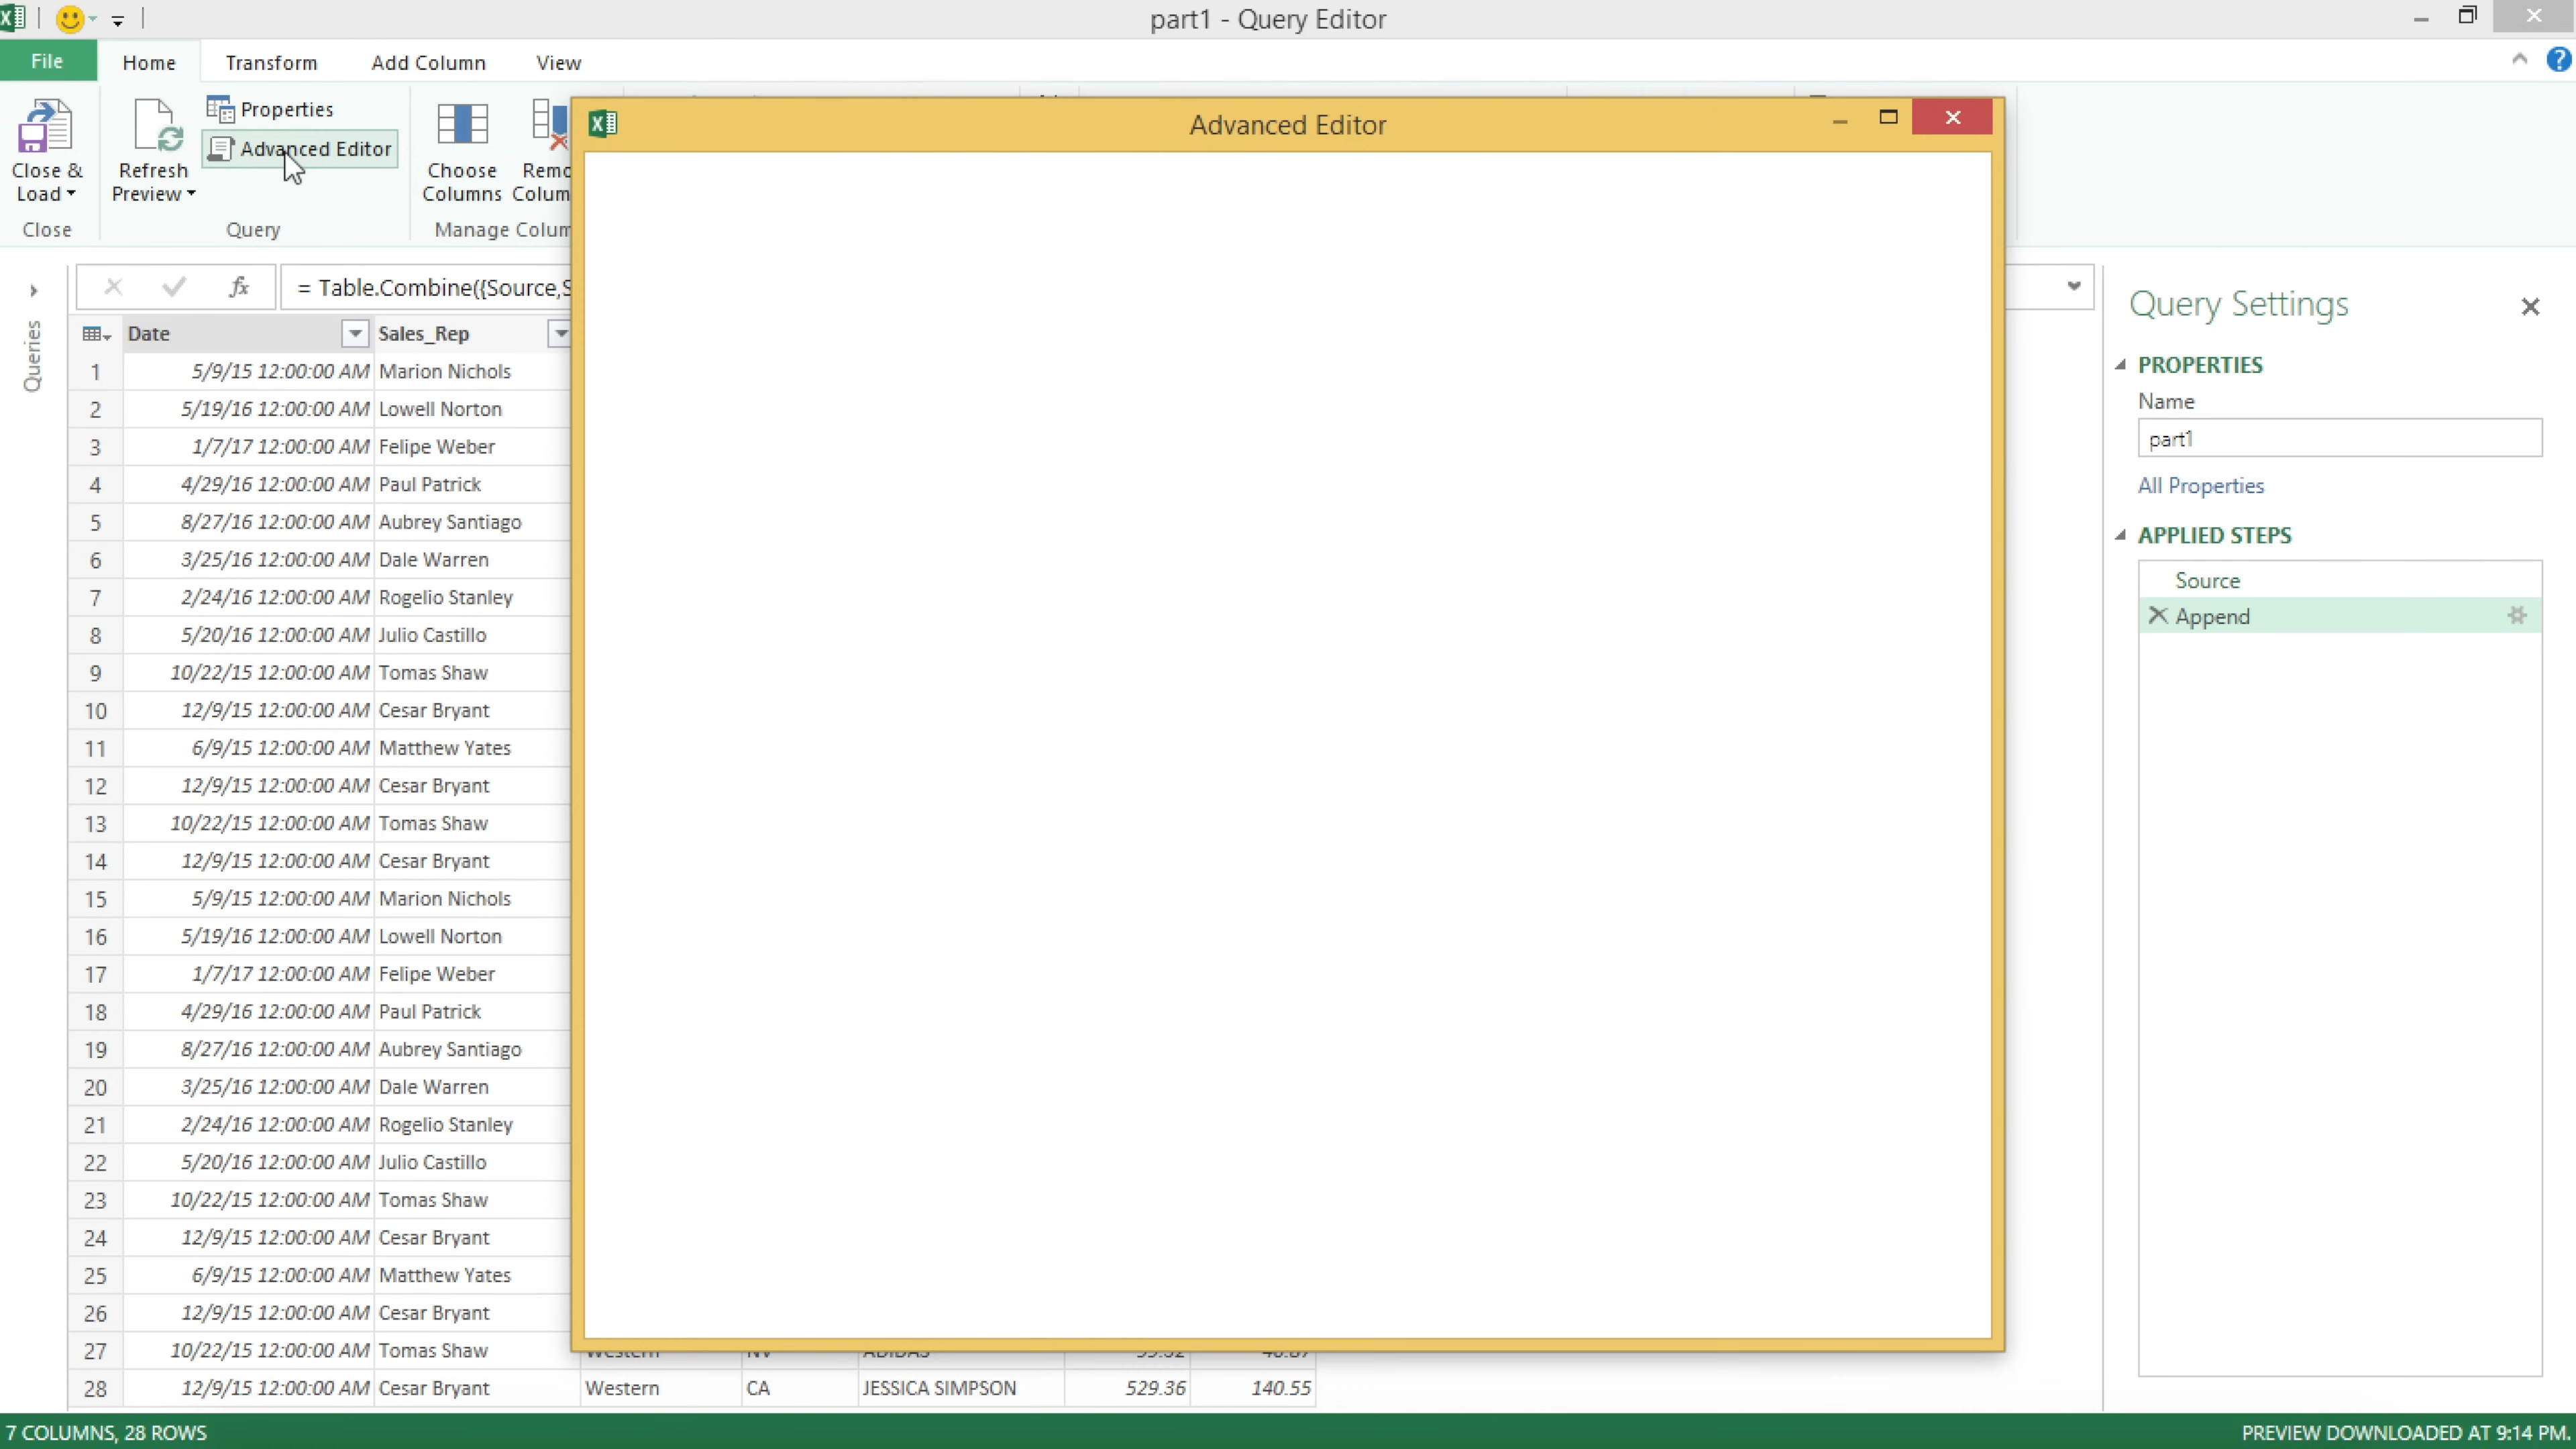 part1 - Query Editor
File
Home
Transform
Add Column
View
Close & Load
Refresh Preview
Properties
Advanced Editor
Choose Columns
Close
Query
Advanced Editor
= Table.Combine({Source,
Queries
Date Sales_Rep
1 5/9/15 12:00:00 AM Marion Nichols
2 5/19/16 12:00:00 AM Lowell Norton
3 1/7/17 12:00:00 AM Felipe Weber
4 4/29/16 12:00:00 AM Paul Patrick
5 8/27/16 12:00:00 AM Aubrey Santiago
6 3/25/16 12:00:00 AM Dale Warren
7 2/24/16 12:00:00 AM Rogelio Stanley
8 5/20/16 12:00:00 AM Julio Castillo
9 10/22/15 12:00:00 AM Tomas Shaw
10 12/9/15 12:00:00 AM Cesar Bryant
11 6/9/15 12:00:00 AM Matthew Yates
12 12/9/15 12:00:00 AM Cesar Bryant
13 10/22/15 12:00:00 AM Tomas Shaw
14 12/9/15 12:00:00 AM Cesar Bryant
15 5/9/15 12:00:00 AM Marion Nichols
16 5/19/16 12:00:00 AM Lowell Norton
17 1/7/17 12:00:00 AM Felipe Weber
18 4/29/16 12:00:00 AM Paul Patrick
19 8/27/16 12:00:00 AM Aubrey Santiago
20 3/25/16 12:00:00 AM Dale Warren
21 2/24/16 12:00:00 AM Rogelio Stanley
22 5/20/16 12:00:00 AM Julio Castillo
23 10/22/15 12:00:00 AM Tomas Shaw
24 12/9/15 12:00:00 AM Cesar Bryant
25 6/9/15 12:00:00 AM Matthew Yates
26 12/9/15 12:00:00 AM Cesar Bryant
27 10/22/15 12:00:00 AM Tomas Shaw
28 12/9/15 12:00:00 AM Cesar Bryant Western CA JESSICA SIMPSON 529.36 140.55
Query Settings
PROPERTIES
Name
part1
All Properties
APPLIED STEPS
Source
Append
7 COLUMNS, 28 ROWS
PREVIEW DOWNLOADED AT 9:14 PM.